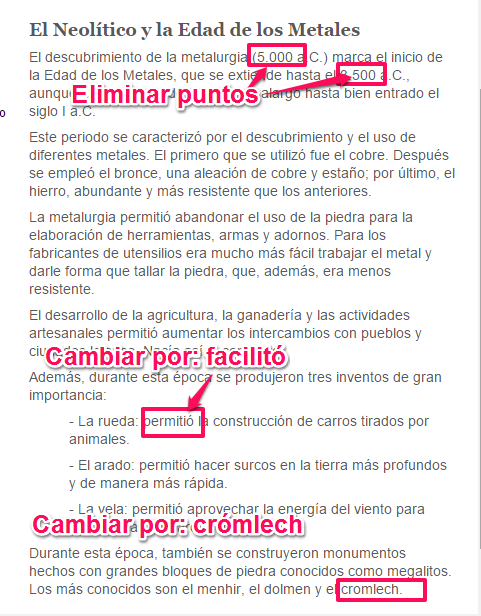 El Neolítico y la Edad de los Metales
El descubrimiento de la metalurgia (5.000 a.C.) marca el inicio de
la Edad de los Metales, que se extiende hasta el .500 a.C.,
Eliminar puntos
aunque alargó hasta bien entrado el
siglo I a.C.
Este periodo se caracterizó por el descubrimiento y el uso de
diferentes metales. El primero que se utilizó fue el cobre. Después
se empleó el bronce, una aleación de cobre y estaño; por último, el
hierro, abundante y más resistente que los anteriores.
La metalurgia permitió abandonar el uso de la piedra para la
elaboración de herramientas, armas y adornos. Para los
fabricantes de utensilios era mucho más fácil trabajar el metal y
darle forma que tallar la piedra, que, además, era menos
resistente.
El desarrollo de la agricultura, la ganadería y las actividades
artesanales permitió aumentar los intercambios con pueblos y
Cambiar por: facilitó
Además, durante esta época se produjeron tres inventos de gran
importancia:
- La rueda: permitió la construcción de carros tirados por
animales.
- El arado: permitió hacer surcos en la tierra más profundos
y de manera más rápida.
- La vela: permitió aprovechar la energía del viento para
Cambiar por: crómlech
Durante esta época, también se construyeron monumentos
hechos con grandes bloques de piedra conocidos como megalitos.
Los más conocidos son el menhir, el dolmen y el cromlech.